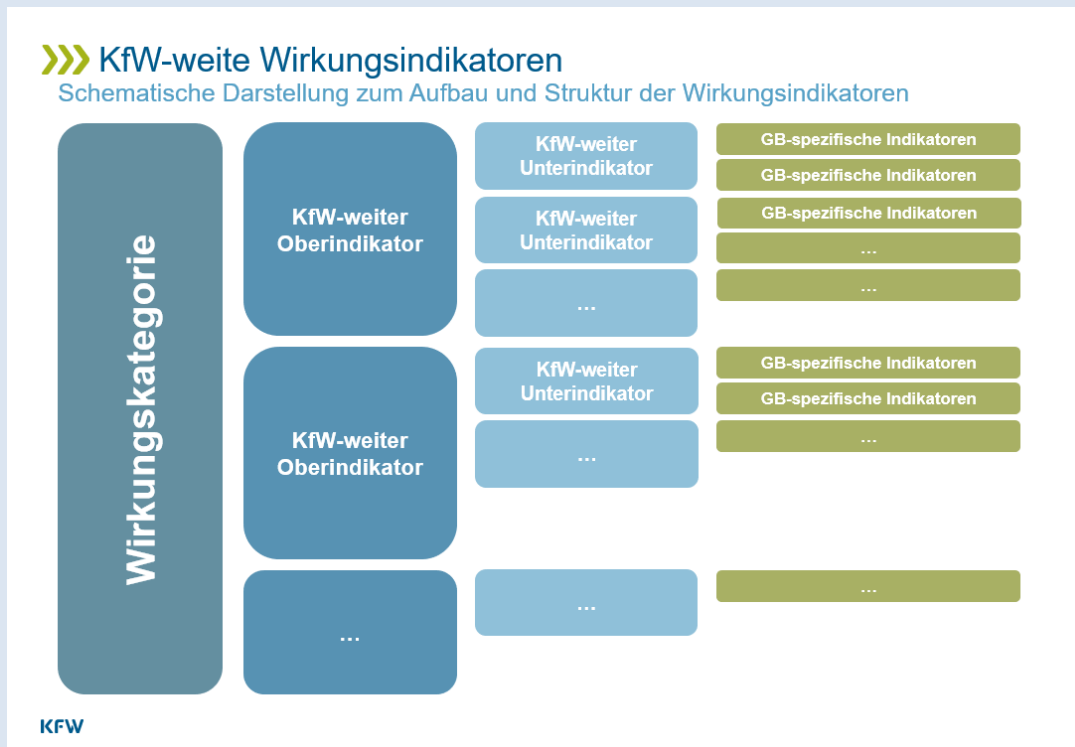 KfW-weite Wirkungsindikatoren
Schematische Darstellung zum Aufbau und Struktur der Wirkungsindikatoren
Wirkungskategorie
KfW-weiter
Oberindikator
KfW-weiter
Unterindikator
KfW-weiter
Unterindikator
...
GB-spezifische Indikatoren
GB-spezifische Indikatoren
GB-spezifische Indikatoren
...
...
KfW-weiter
Oberindikator
KfW-weiter
Unterindikator
...
GB-spezifische Indikatoren
GB-spezifische Indikatoren
...
...
...
...
KFW